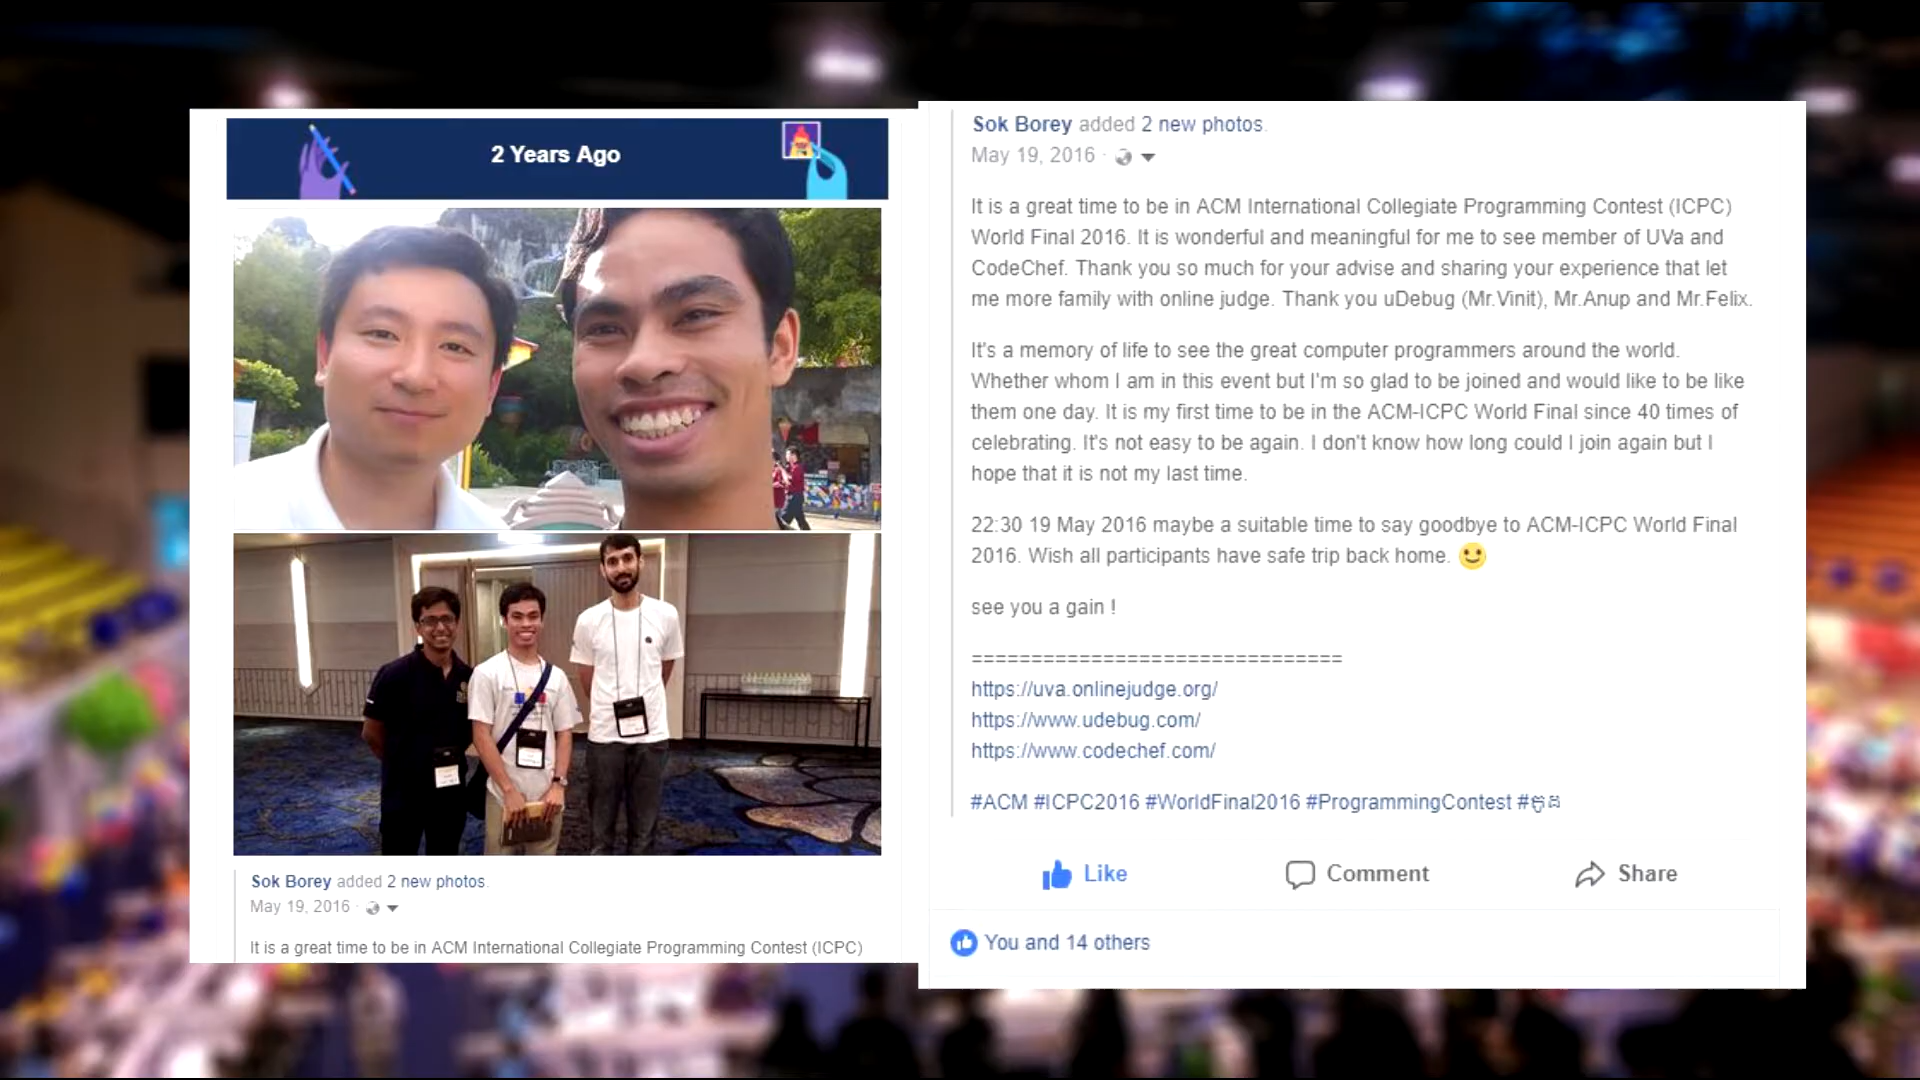 2 Years Ago
Sok Borey added 2 new photos.
May 19, 2016 ·
It is a great time to be in ACM International Collegiate Programming Contest (ICPC)
Sok Borey added 2 new photos.
May 19, 2016 ·
It is a great time to be in ACM International Collegiate Programming Contest (ICPC)
World Final 2016. It is wonderful and meaningful for me to see member of UVa and
CodeChef. Thank you so much for your advise and sharing your experience that let
me more family with online judge. Thank you uDebug (Mr.Vinit), Mr.Anup and Mr.Felix.
It's a memory of life to see the great computer programmers around the world.
Whether whom I am in this event but I'm so glad to be joined and would like to be like
them one day. It is my first time to be in the ACM-ICPC World Final since 40 times of
celebrating. It's not easy to be again. I don't know how long could I join again but I
hope that it is not my last time.
22:30 19 May 2016 maybe a suitable time to say goodbye to ACM-ICPC World Final
2016. Wish all participants have safe trip back home. 🙂
see you a gain !
===============================
https://uva.onlinejudge.org/
https://www.udebug.com/
https://www.codechef.com/
#ACM #ICPC2016 #WorldFinal2016 #ProgrammingContest
Like Comment Share
You and 14 others